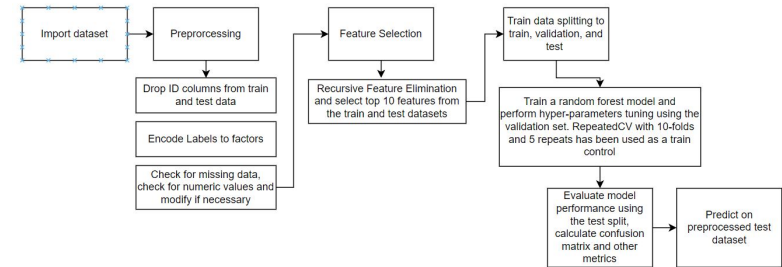 Import dataset
Preprorcessing
Drop ID columns from train
and test data
Encode Labels to factors
Check for missing data,
check for numeric values and
modify if necessary
Feature Selection
Recursive Feature Elimination
and select top 10 features from
the train and test datasets
Train data splitting to
train, validation, and
test
Train a random forest model and
perform hyper-parameters tuning using the
validation set. RepeatedCV with 10-folds
and 5 repeats has been used as a train
control
Evaluate model
performance using
the test split,
calculate confusion
matrix and other
metrics
Predict on
preprocessed test
dataset